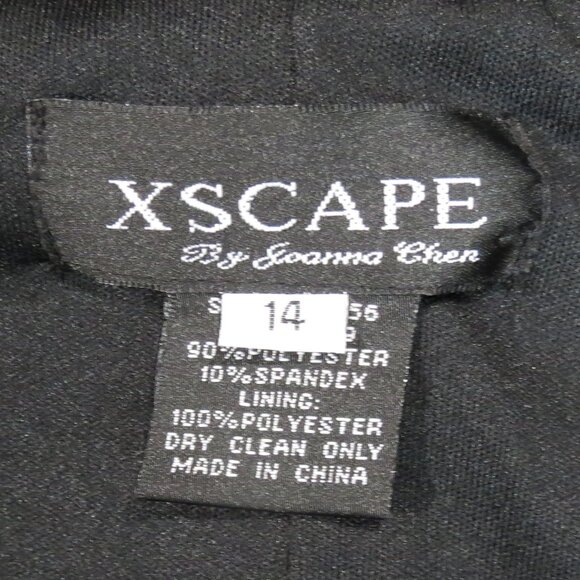 XSCAPE
By Joanna Chen
14
90%POLYESTER
10%SPANDEX
LINING:
100%POLYESTER
DRY CLEAN ONLY
MADE IN CHINA